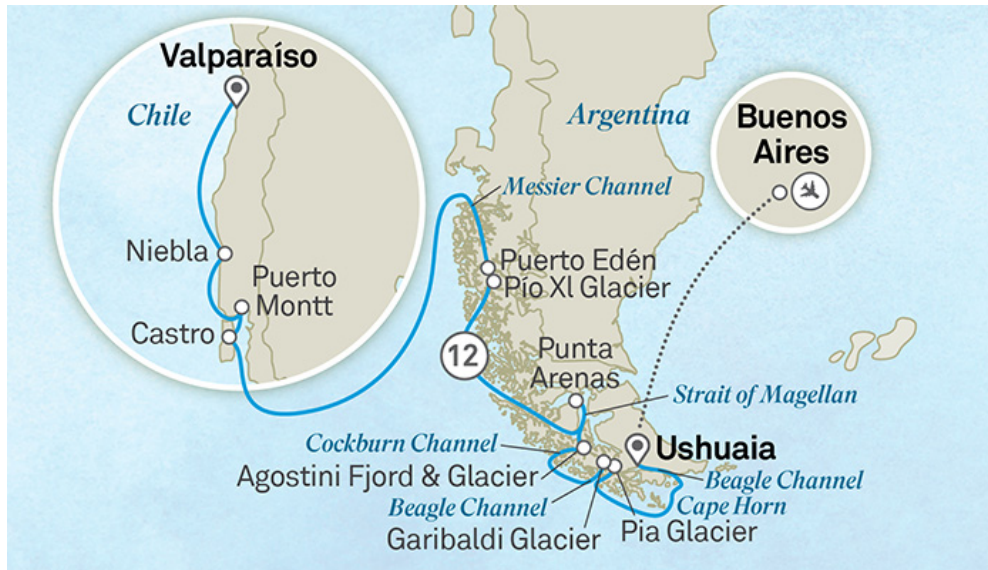 Valparaíso
Chile
Niebla
Puerto
Montt
Castro
Argentina
Buenos
Aires
Messier Channel
Puerto Edén
Pío Xl Glacier
12
Punta
Arenas
Strait of Magellan
Cockburn Channel
Agostini Fjord & Glacier
Ushuaia
Beagle Channel
Beagle Channel
Cape Horn
Garibaldi Glacier
Pia Glacier